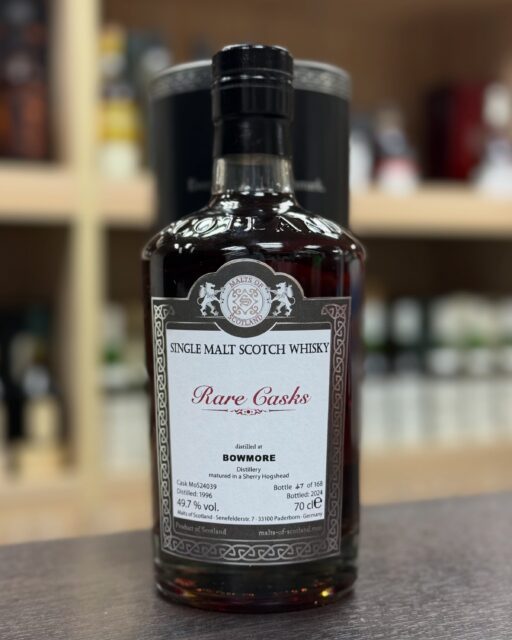 MALTS OF
SCOTLAND
SINGLE MALT SCOTCH WHISKY
Rare Casks
distilled at
BOWMORE
Distillery
matured in a Sherry Hogshead
Cask MoS24039
Bottle of 168
Distilled: 1996
Bottled: 2024
49.7 % vol.
70 cl e
Malts of Scotland - Senefelderstr. 7 - 33100 Paderborn - Germany
Product of Scotland
malts-of-scotland.com